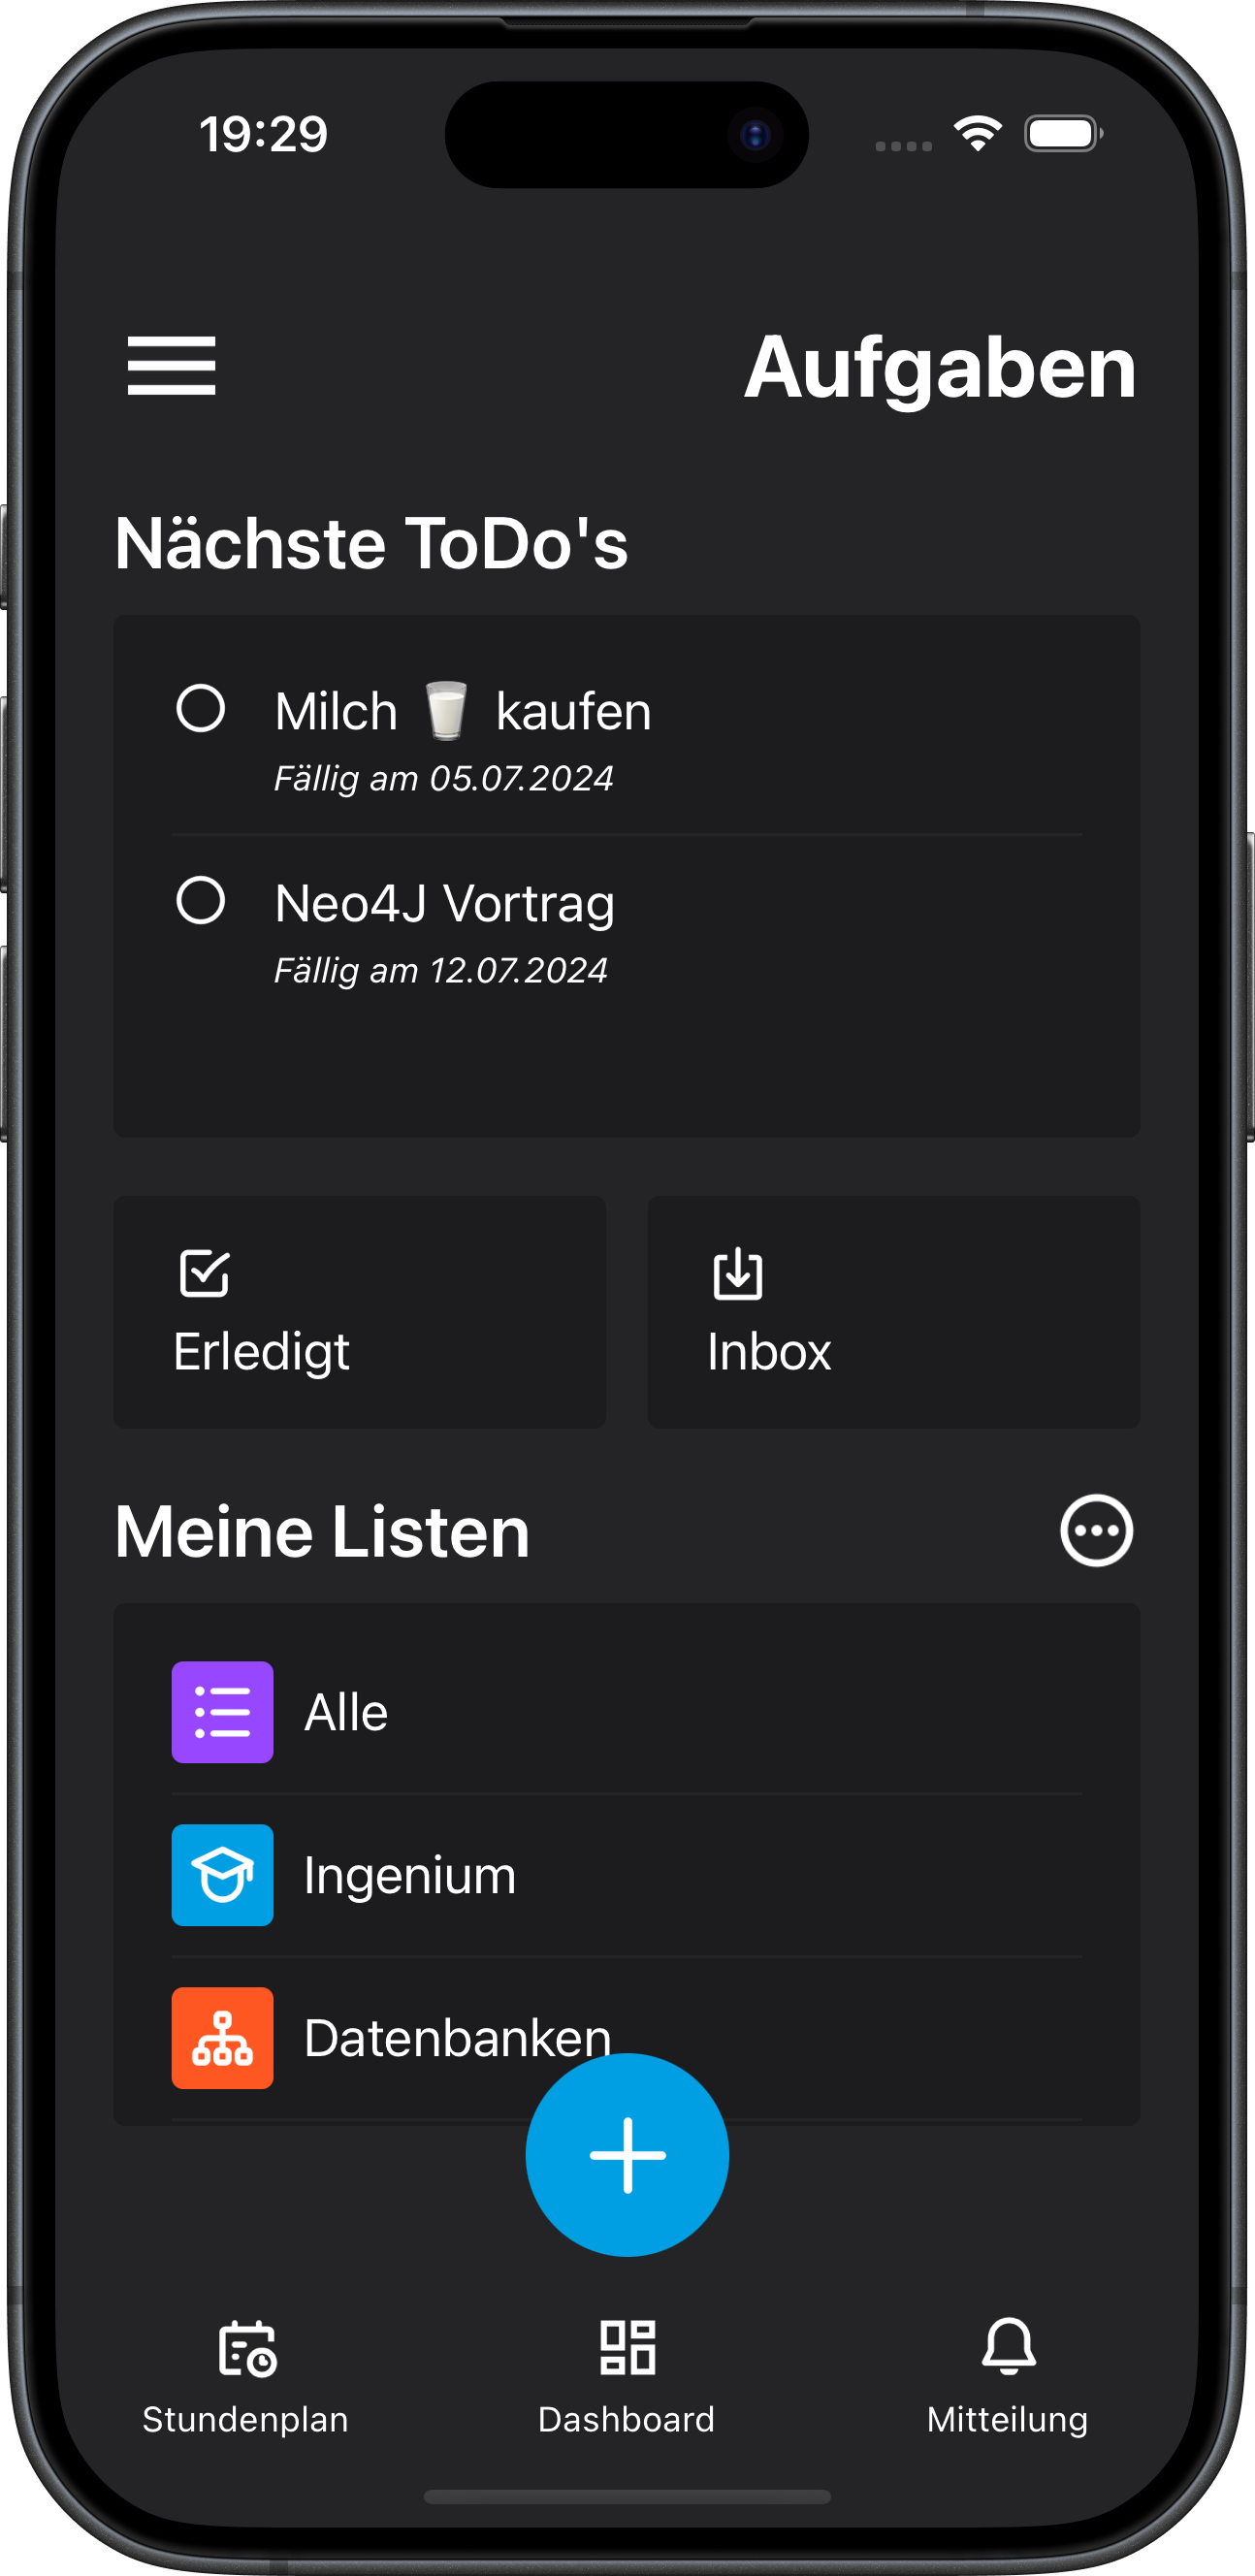 19:29
Aufgaben
Nächste ToDo's
Milch 🥛 kaufen
Fällig am 05.07.2024
Neo4J Vortrag
Fällig am 12.07.2024
Erledigt
Inbox
Meine Listen
Alle
Ingenium
Datenbanken
Stundenplan
Dashboard
Mitteilung